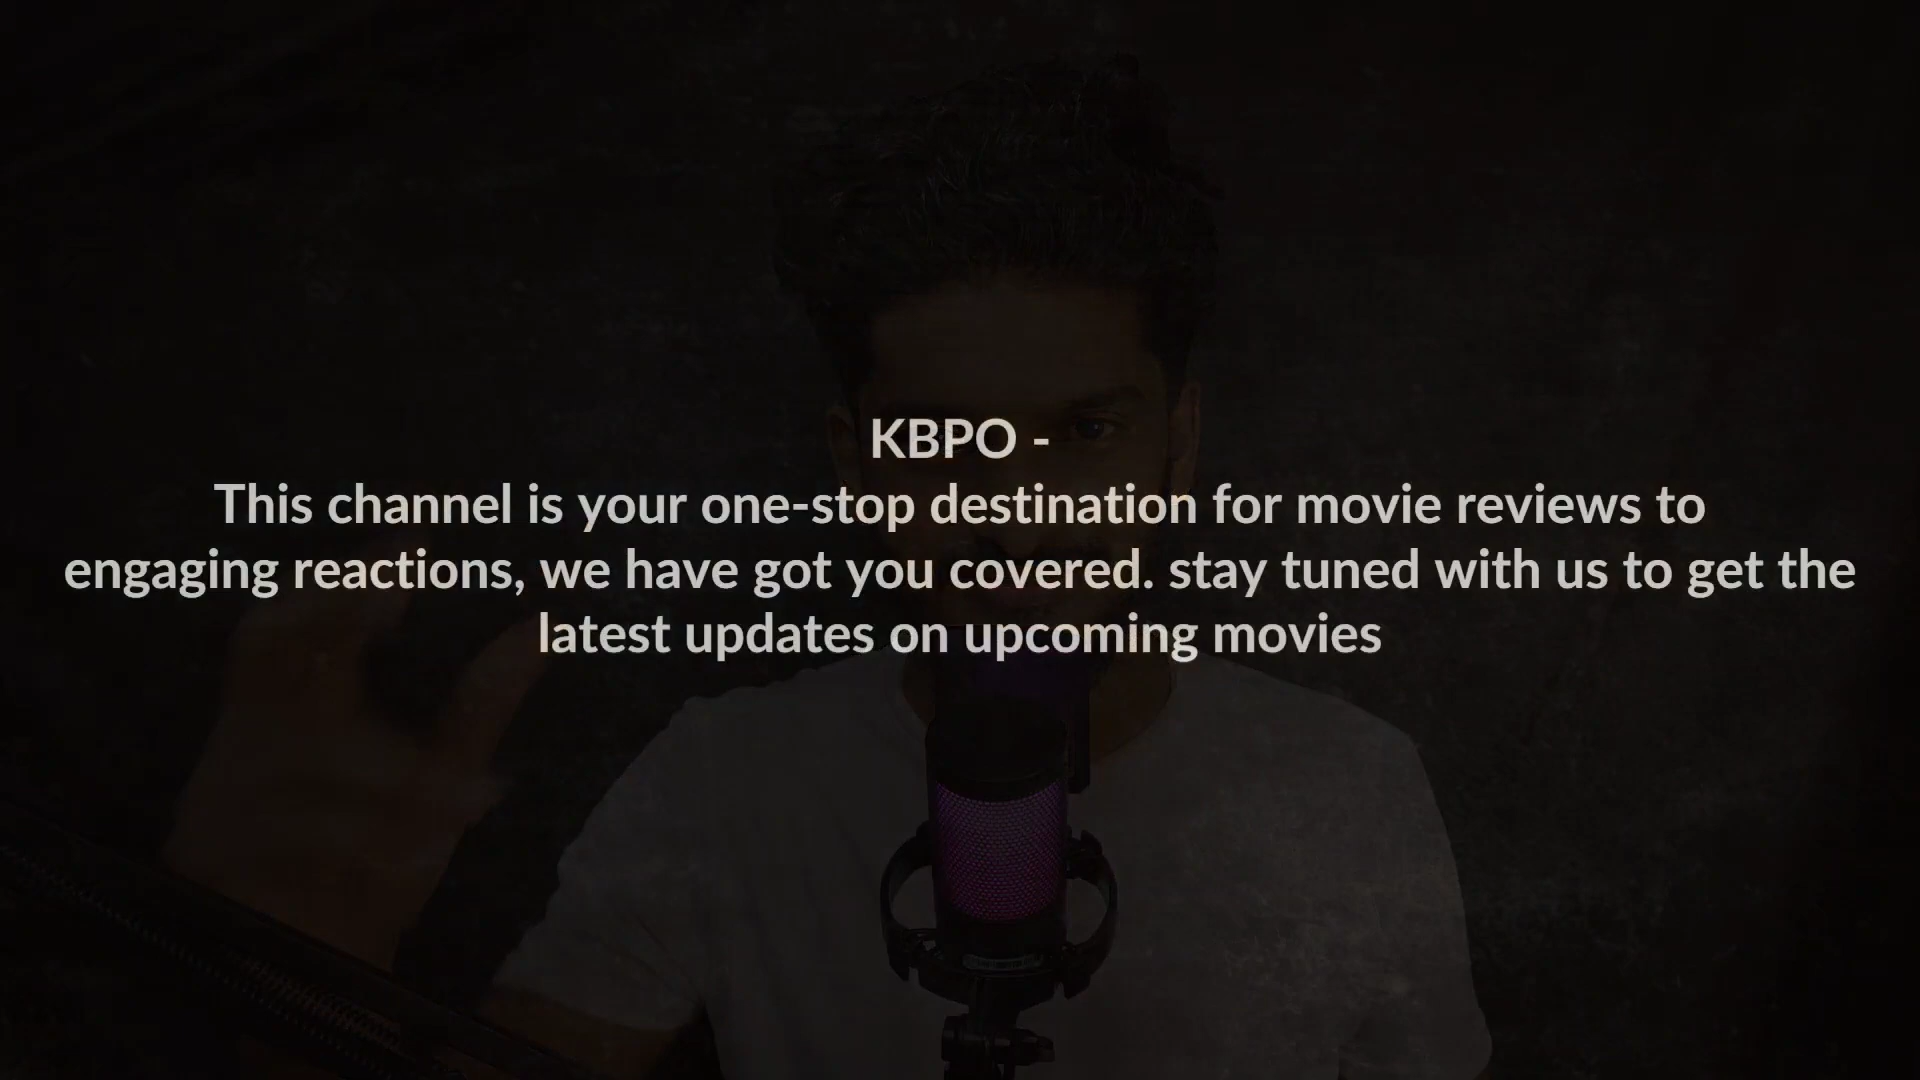 KBPO -
This channel is your one-stop destination for movie reviews to
engaging reactions, we have got you covered. stay tuned with us to get the
latest updates on upcoming movies